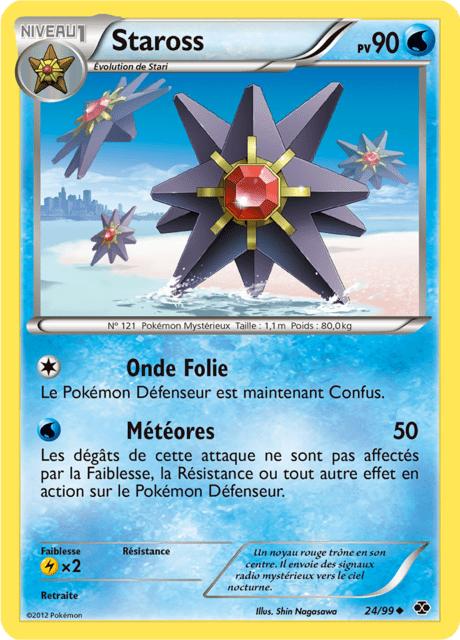 NIVEAU 1
Staross
PV 90
Évolution de Stari
N° 121 Pokémon Mystérieux Taille : 1,1 m Poids : 80,0 kg
Onde Folie
Le Pokémon Défenseur est maintenant Confus.
Météores 50
Les dégâts de cette attaque ne sont pas affectés
par la Faiblesse, la Résistance ou tout autre effet en
action sur le Pokémon Défenseur.
Faiblesse Résistance
×2
Retraite
Un noyau rouge trône en son
centre. Il envoie des signaux
radio mystérieux vers le ciel
nocturne.
©2012 Pokémon
Illus. Shin Nagasawa
24/99